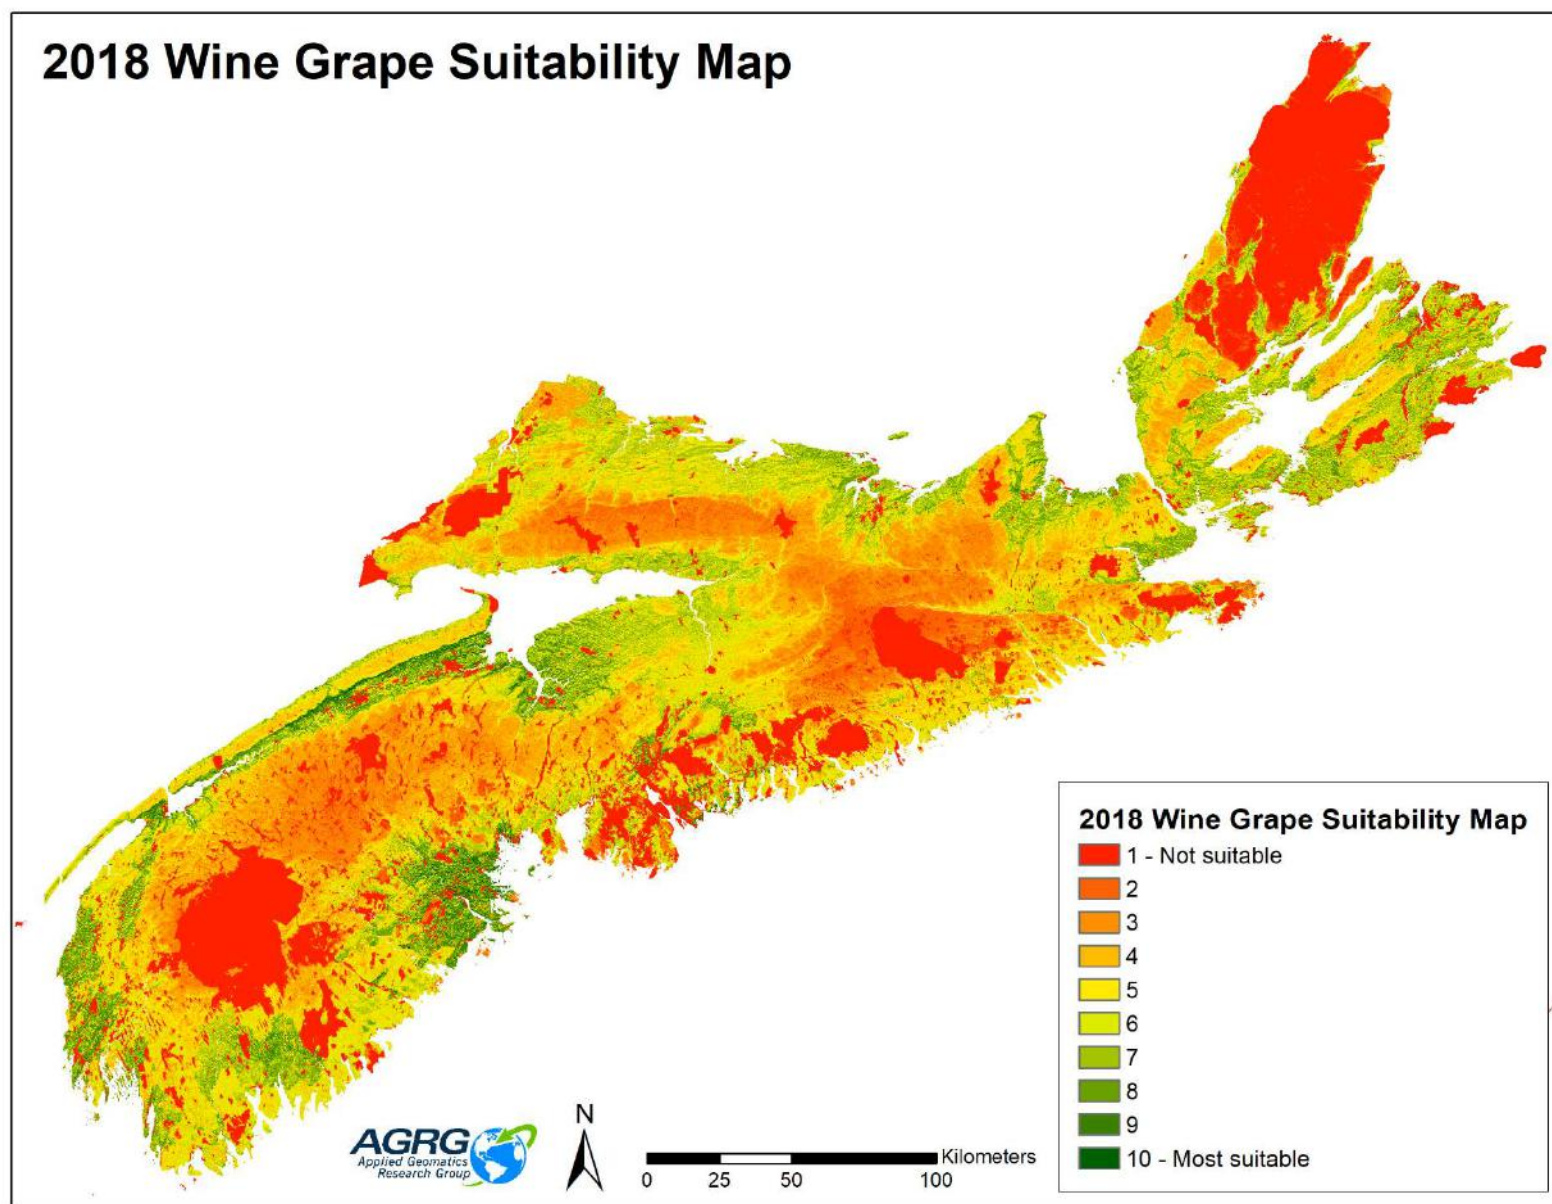 2018 Wine Grape Suitability Map
2018 Wine Grape Suitability Map
1 - Not suitable
2
3
4
5
6
7
8
9
10 - Most suitable
AGRG
Applied Geomatics
Research Group
N
Kilometers
0 25 50 100